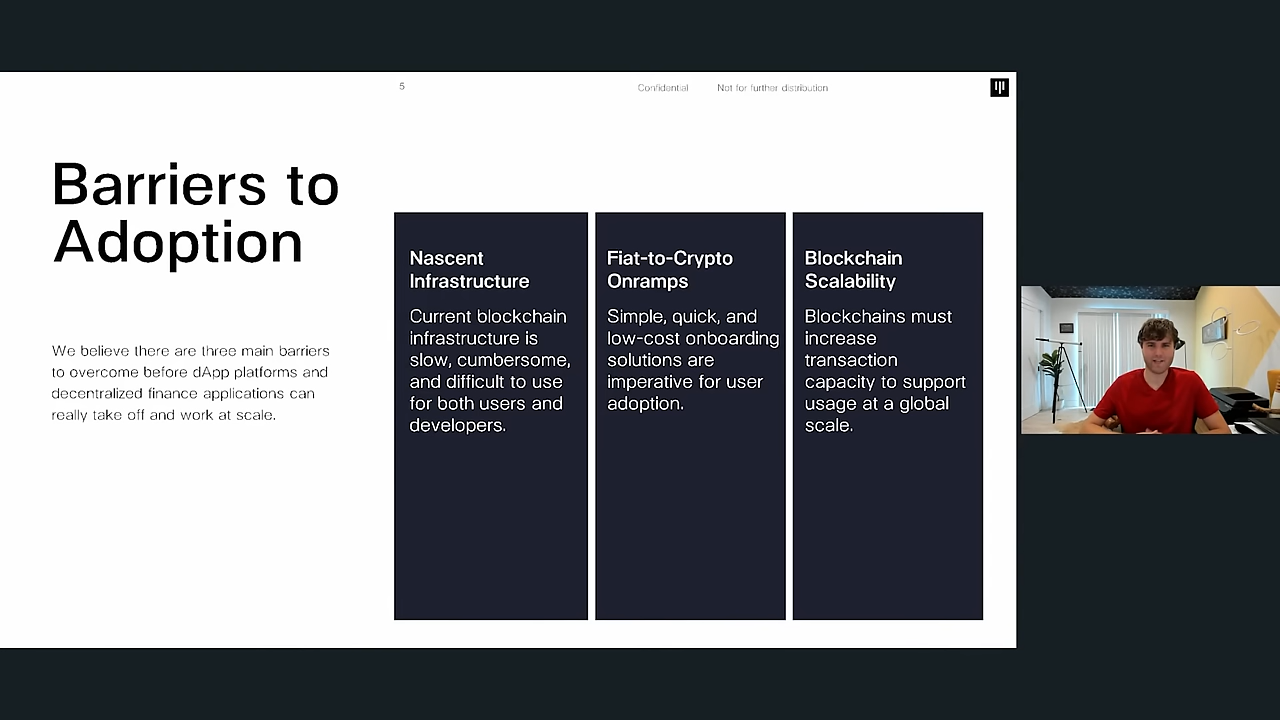 5
Confidential
Not for further distribution
Barriers to
Adoption
We believe there are three main barriers
to overcome before dApp platforms and
decentralized finance applications can
really take off and work at scale.
Nascent
Infrastructure
Current blockchain
infrastructure is
slow, cumbersome,
and difficult to use
for both users and
developers.
Fiat-to-Crypto
Onramps
Simple, quick, and
low-cost onboarding
solutions are
imperative for user
adoption.
Blockchain
Scalability
Blockchains must
increase
transaction
capacity to support
usage at a global
scale.